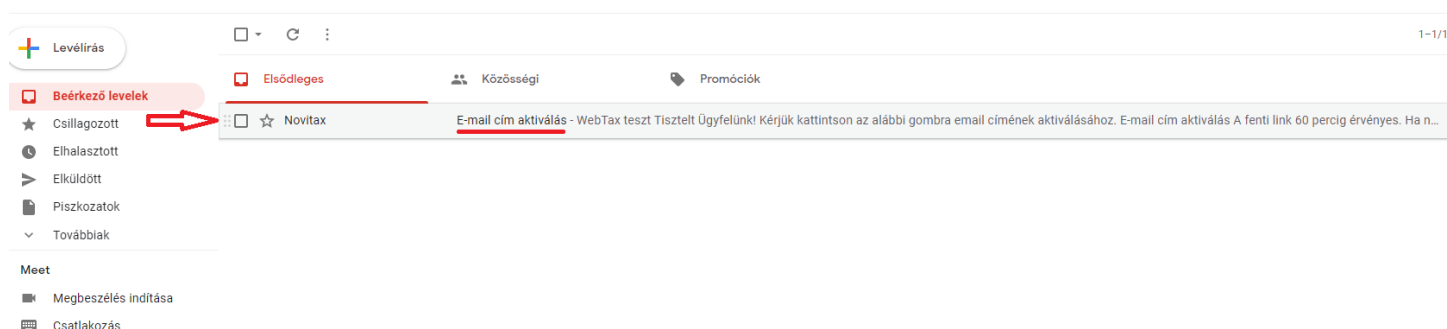 Levélírás
1–1/1
Beérkező levelek
Csillagozott
Elhalasztott
Elküldött
Piszkozatok
Továbbiak
Meet
Megbeszélés indítása
Csatlakozás
Elsődleges
Közösségi
Promóciók
Novitax E-mail cím aktiválás - WebTax teszt Tisztelt Ügyfelünk! Kérjük kattintson az alábbi gombra email címének aktiválásához. E-mail cím aktiválás A fenti link 60 percig érvényes. Ha n...